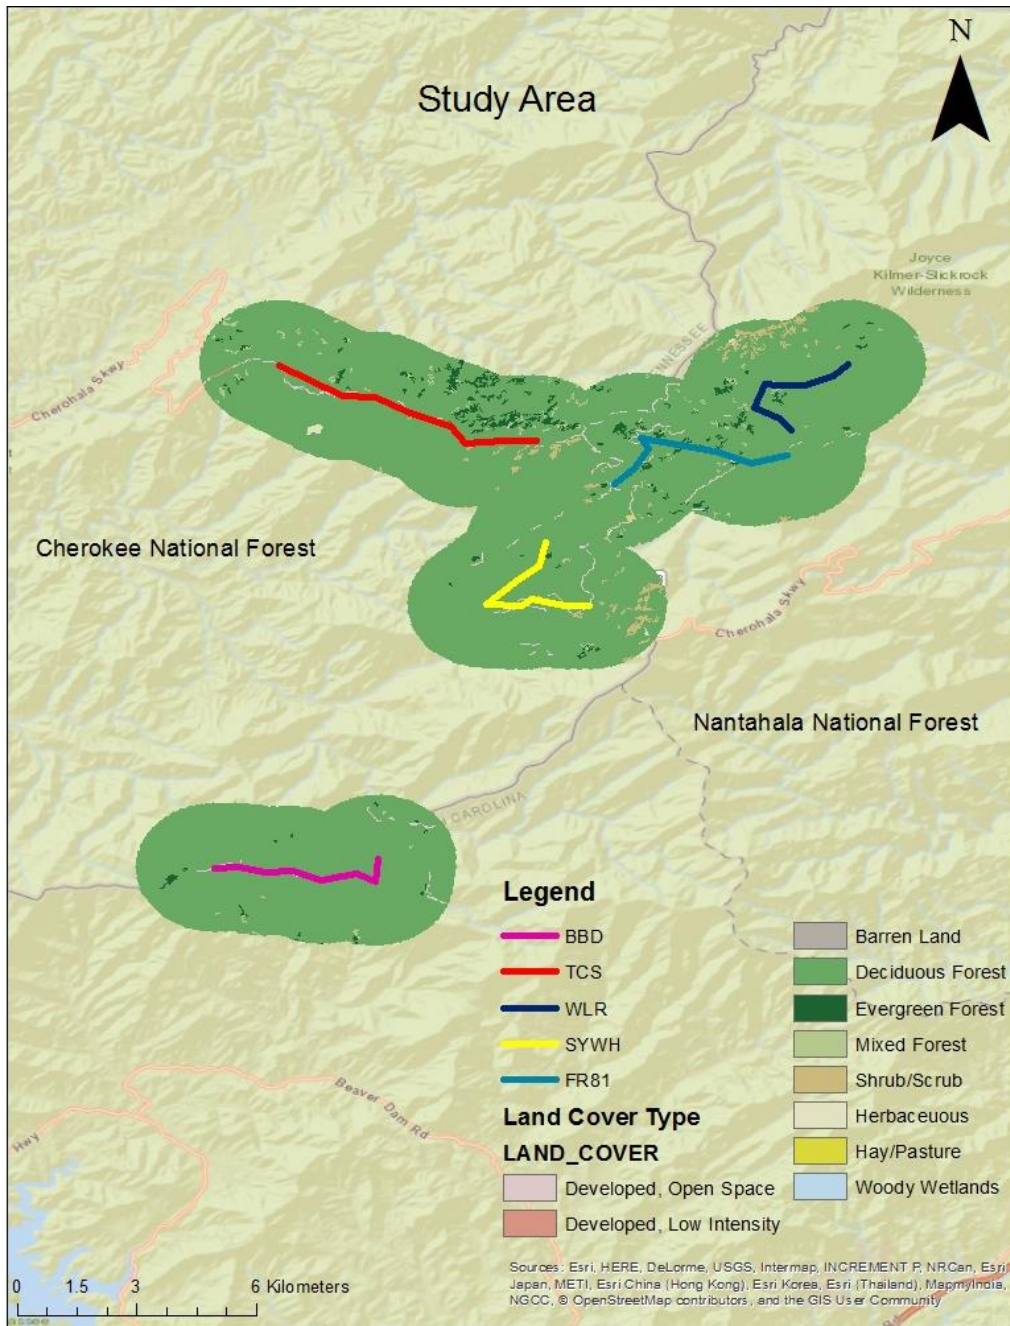 N
Study Area
Joyce
Kilmer-Slickrock
Wilderness
Cherohala Skwy
NNESSEE
Cherokee National Forest
Cherohala Skwy
Nantahala National Forest
CAROLINA
Legend
BBD
TCS
WLR
SYWH
FR81
Land Cover Type
LAND_COVER
Developed, Open Space
Developed, Low Intensity
Barren Land
Deciduous Forest
Evergreen Forest
Mixed Forest
Shrub/Scrub
Herbaceuous
Hay/Pasture
Woody Wetlands
Beaver Dam Rd
Hwy
0 1.5 3 6 Kilometers
assee
Rd
Sources: Esri, HERE, DeLorme, USGS, Intermap, INCREMENT P, NRCan, Esri
Japan, METI, Esri China (Hong Kong), Esri Korea, Esri (Thailand), MapmyIndia,
NGCC, © OpenStreetMap contributors, and the GIS User Community